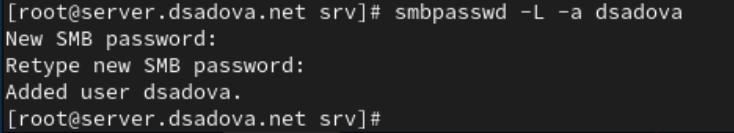 [root@server.dsadova.net srv]# smbpasswd -L -a dsadova
New SMB password:
Retype new SMB password:
Added user dsadova.
[root@server.dsadova.net srv]#